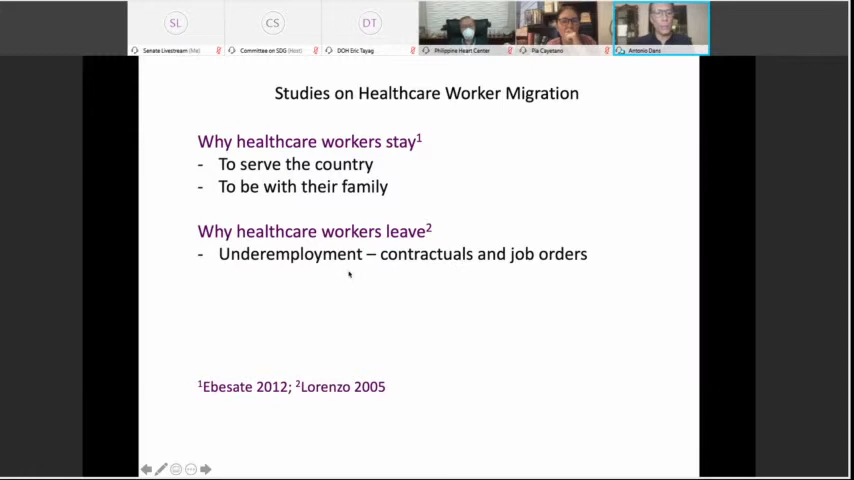 SL
CS
DT
Senate Livestream (Me)
Committee on SDG (Host)
DOH Eric Tayag
Philippine Heart Center
Pia Cayetano
Antonio Dans
Studies on Healthcare Worker Migration
Why healthcare workers stay¹
- To serve the country
- To be with their family
Why healthcare workers leave²
- Underemployment – contractuals and job orders
¹Ebesate 2012; ²Lorenzo 2005